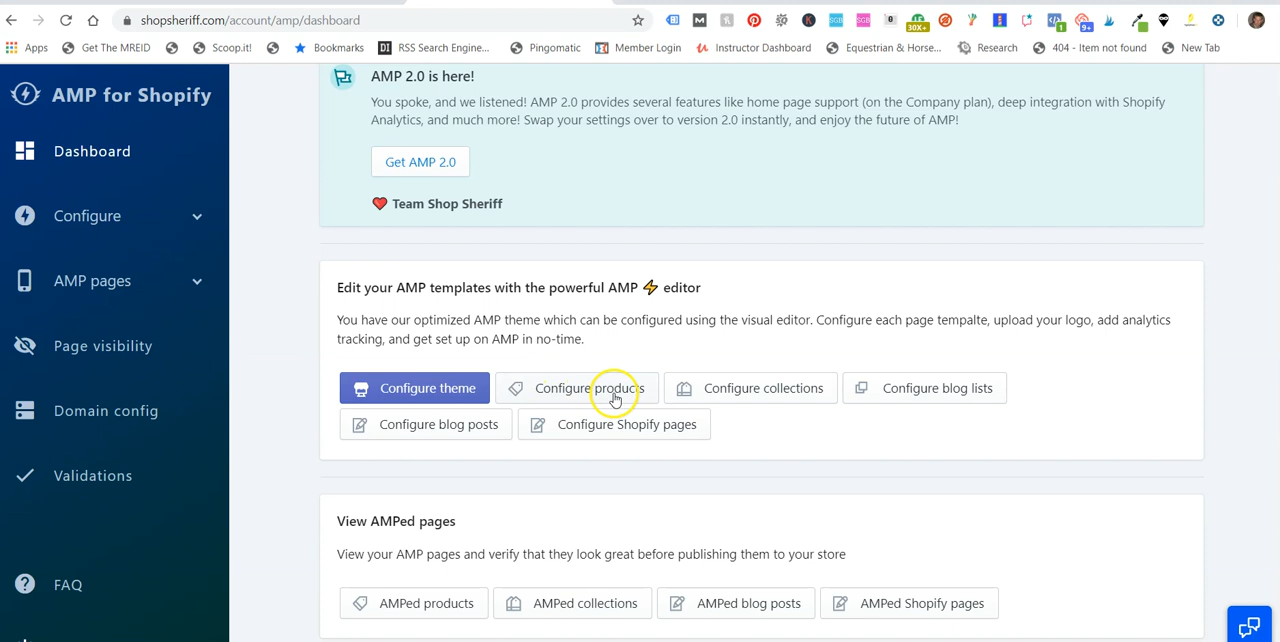 shopsheriff.com/account/amp/dashboard
30X+
1
9+
Apps
Get The MREID
Scoop.it!
Bookmarks
DI
RSS Search Engine...
Pingomatic
Member Login
Instructor Dashboard
Equestrian & Horse...
Research
404 - Item not found
New Tab
AMP for Shopify
Dashboard
Configure
AMP pages
Page visibility
Domain config
Validations
FAQ
AMP 2.0 is here!
You spoke, and we listened! AMP 2.0 provides several features like home page support (on the Company plan), deep integration with Shopify
Analytics, and much more! Swap your settings over to version 2.0 instantly, and enjoy the future of AMP!
Get AMP 2.0
❤️ Team Shop Sheriff
Edit your AMP templates with the powerful AMP ⚡ editor
You have our optimized AMP theme which can be configured using the visual editor. Configure each page tempalte, upload your logo, add analytics
tracking, and get set up on AMP in no-time.
Configure theme
Configure products
Configure collections
Configure blog lists
Configure blog posts
Configure Shopify pages
View AMPed pages
View your AMP pages and verify that they look great before publishing them to your store
AMPed products
AMPed collections
AMPed blog posts
AMPed Shopify pages